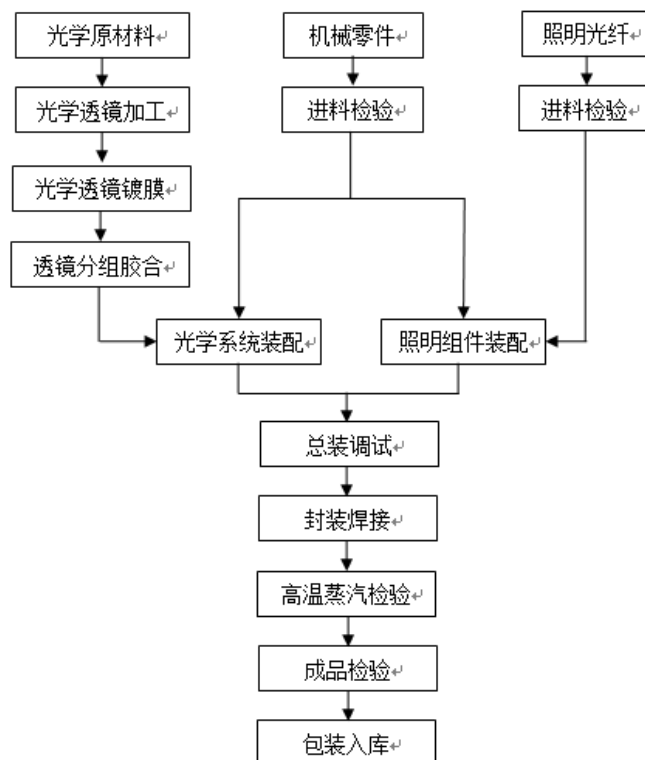 光学原材料
机械零件
照明光纤
光学透镜加工
进料检验
进料检验
光学透镜镀膜
透镜分组胶合
光学系统装配
照明组件装配
总装调试
封装焊接
高温蒸汽检验
成品检验
包装入库